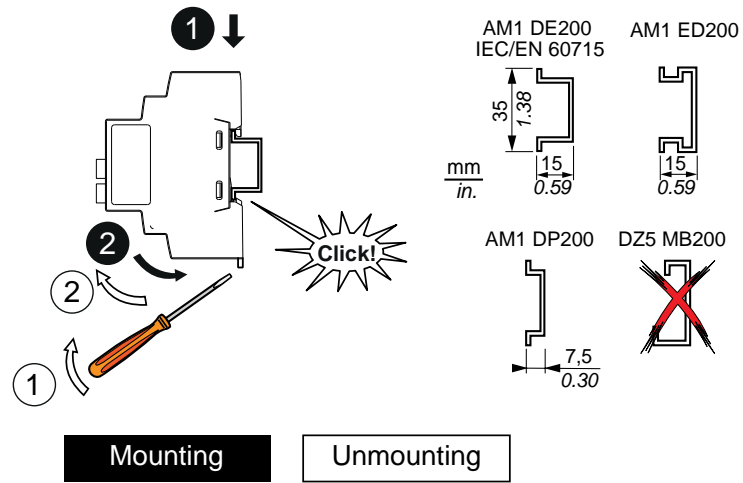 1
2
Click!
2
1
AM1 DE200
IEC/EN 60715
35
1.38
15
0.59
mm
in.
AM1 ED200
15
0.59
AM1 DP200
7,5
0.30
DZ5 MB200
Mounting
Unmounting